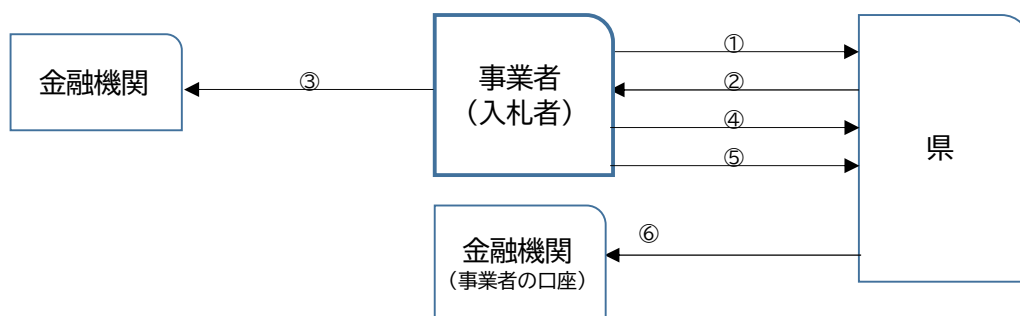 金融機関
③
事業者
（入札者）
①
②
④
⑤
県
金融機関
（事業者の口座）
⑥